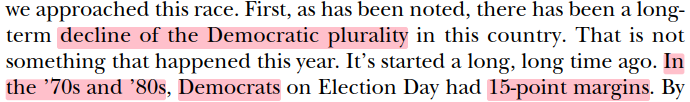 we approached this race. First, as has been noted, there has been a long-
term decline of the Democratic plurality in this country. That is not
something that happened this year. It’s started a long, long time ago. In
the ’70s and ’80s, Democrats on Election Day had 15-point margins. By